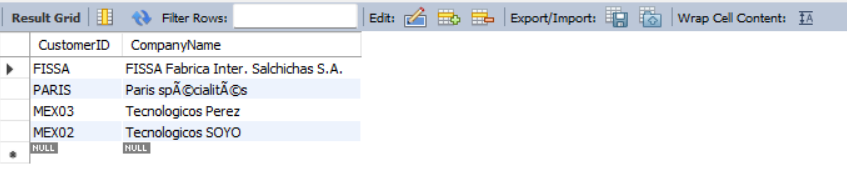 Result Grid Filter Rows: Edit: Export/Import: Wrap Cell Content: IA
CustomerID CompanyName
FISSA FISSA Fabrica Inter. Salchichas S.A.
PARIS Paris spÃ©cialitÃ©s
MEX03 Tecnologicos Perez
MEX02 Tecnologicos SOYO
NULL NULL